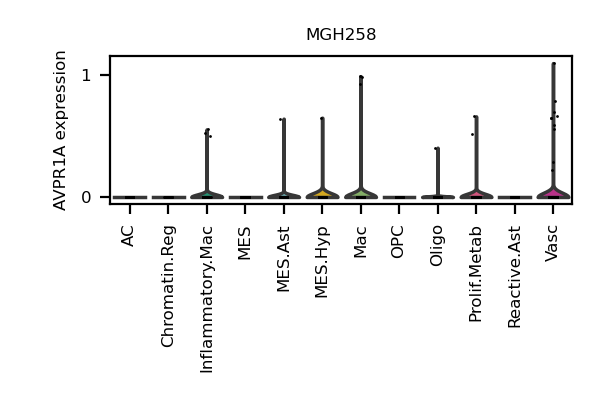 MGH258
AVPR1A expression
1
0
AC
Chromatin.Reg
Inflammatory.Mac
MES
MES.Ast
MES.Hyp
Mac
OPC
Oligo
Prolif.Metab
Reactive.Ast
Vasc